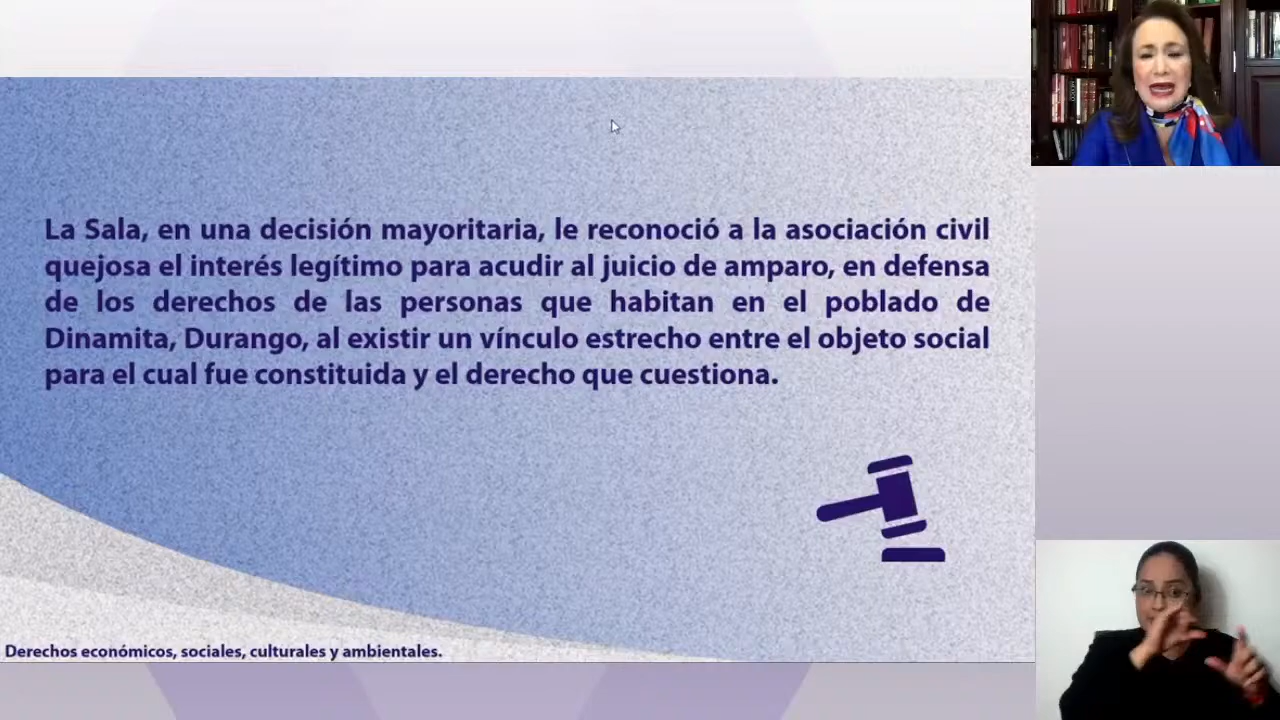 La Sala, en una decisión mayoritaria, le reconoció a la asociación civil
quejosa el interés legítimo para acudir al juicio de amparo, en defensa
de los derechos de las personas que habitan en el poblado de
Dinamita, Durango, al existir un vínculo estrecho entre el objeto social
para el cual fue constituida y el derecho que cuestiona.
Derechos económicos, sociales, culturales y ambientales.